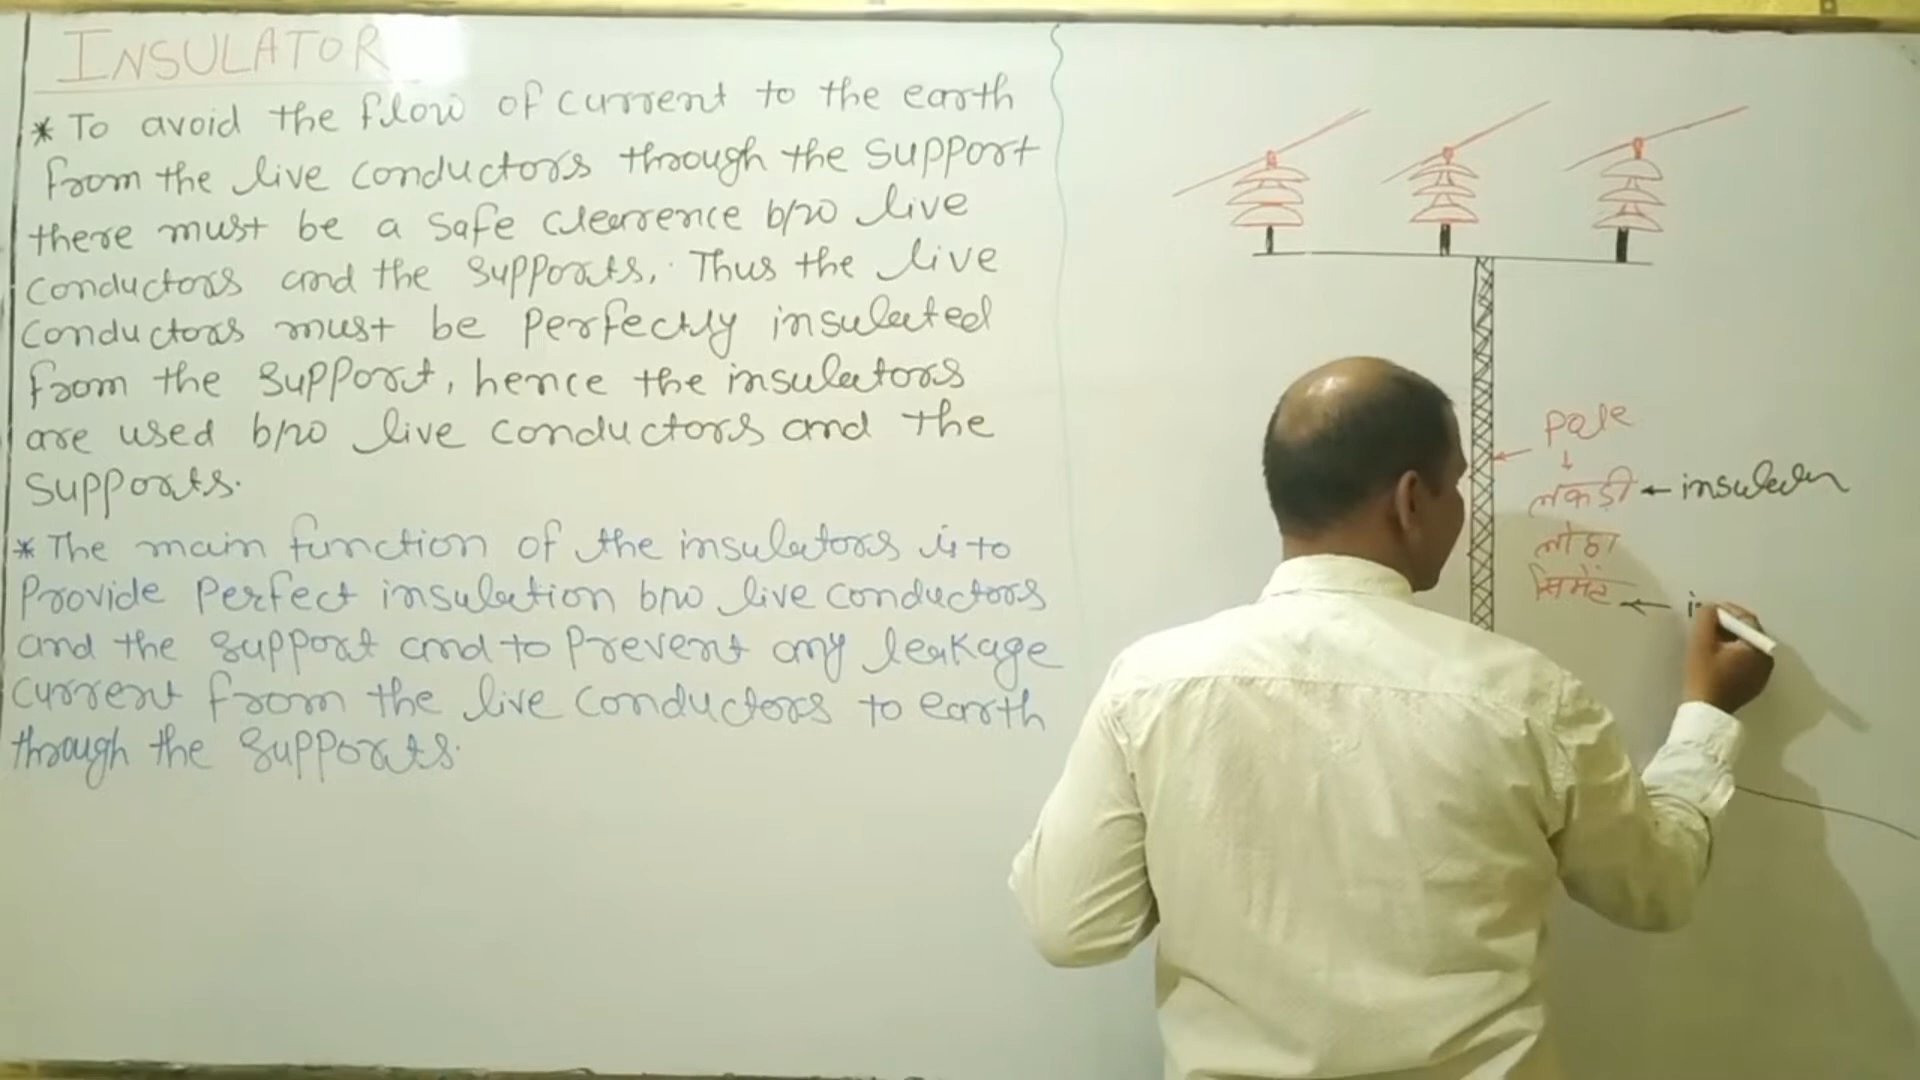 INSULATOR
* To avoid the flow of current to the earth
from the live conductors through the support
there must be a safe clearrence b/w live
conductors and the supports. Thus the live
conductors must be perfectly insulated
from the support, hence the insulators
are used b/w live conductors and the
supports.
* The main function of the insulators is to
Provide Perfect insulation b/w live conductors
and the support and to prevent any leakage
current from the live conductors to earth
through the supports.
Pole
लकड़ी ← insulator
लोहा
सिमेंट ← i